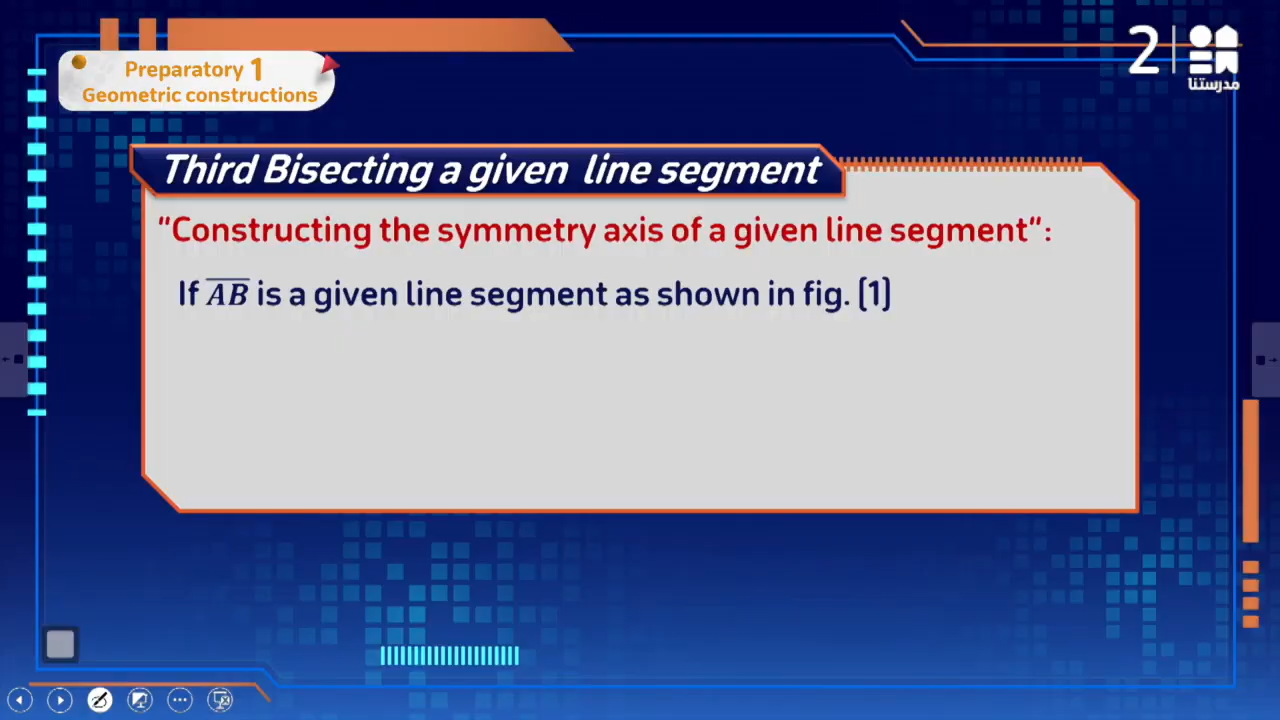 2
مدرستنا
Preparatory 1
Geometric constructions
Third Bisecting a given line segment
"Constructing the symmetry axis of a given line segment":
If AB is a given line segment as shown in fig. (1)